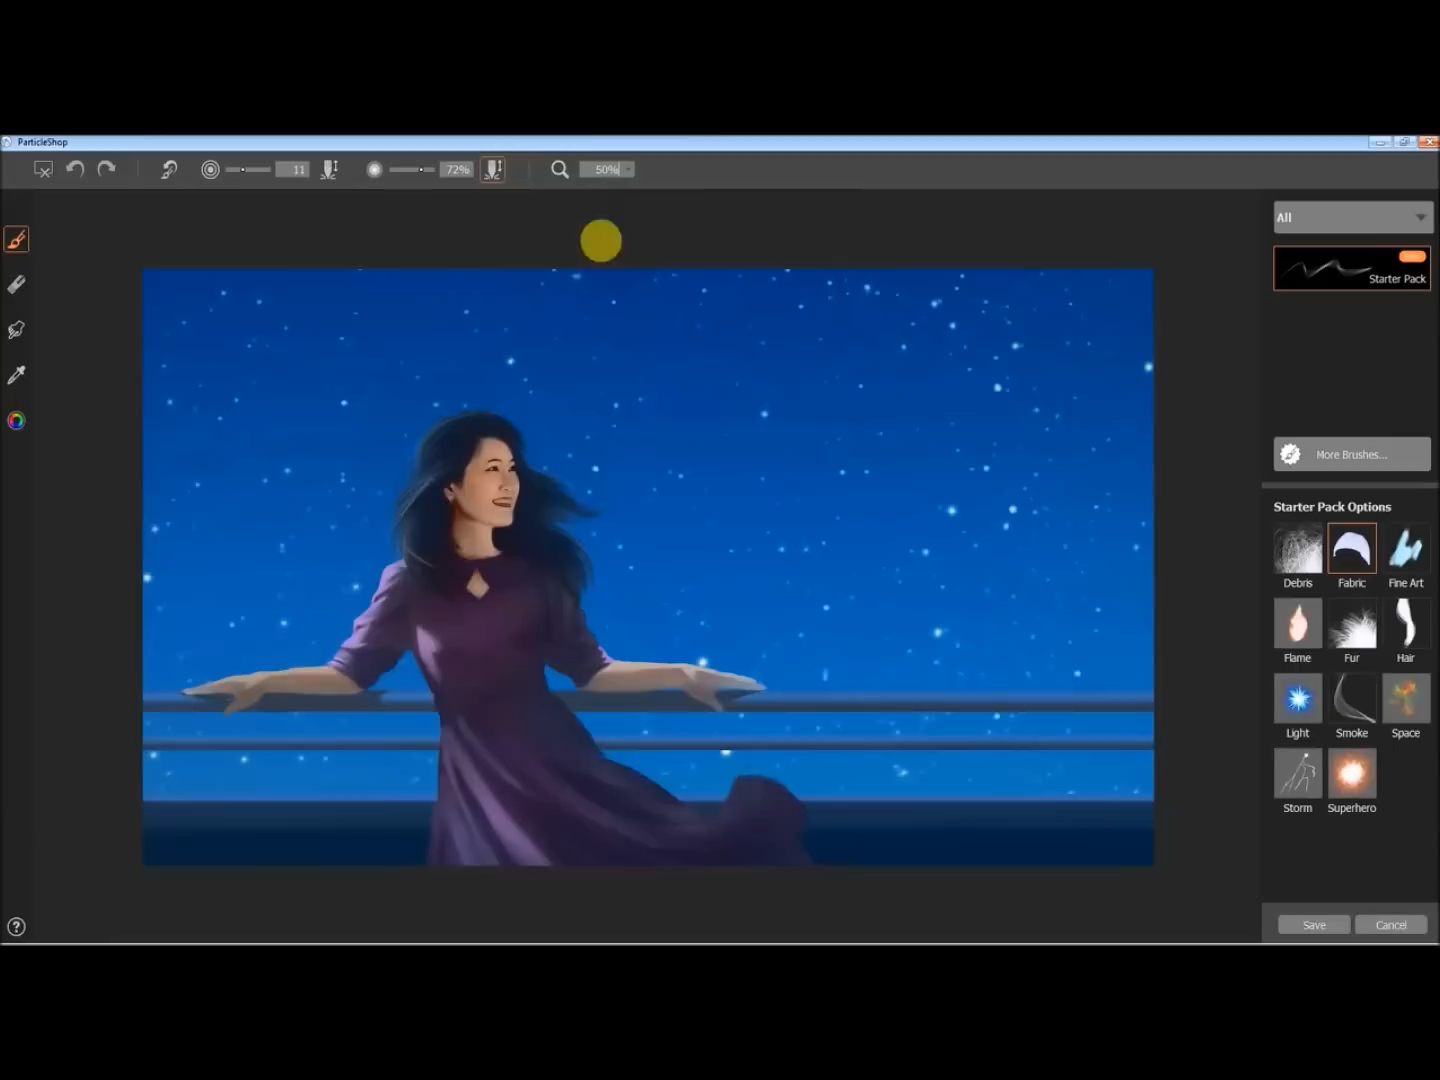 ParticleShop
11
72%
50%
All
Starter Pack
More Brushes...
Starter Pack Options
Debris
Fabric
Fine Art
Flame
Fur
Hair
Light
Smoke
Space
Storm
Superhero
?
Save
Cancel